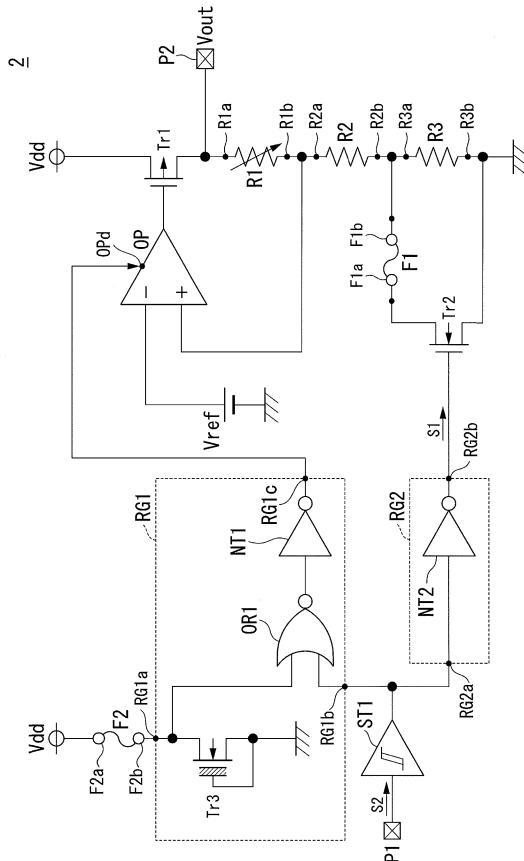 2
Vdd
P2
Vout
Tr1
OPd
OP
−
+
R1a
R1
R1b
R2a
R2
R2b
R3a
R3
R3b
F1a
F1b
F1
Tr2
Vref
S1
RG1
RG1c
NT1
OR1
RG2
RG2b
NT2
RG2a
Vdd
F2a
F2
F2b
RG1a
Tr3
RG1b
ST1
S2
P1